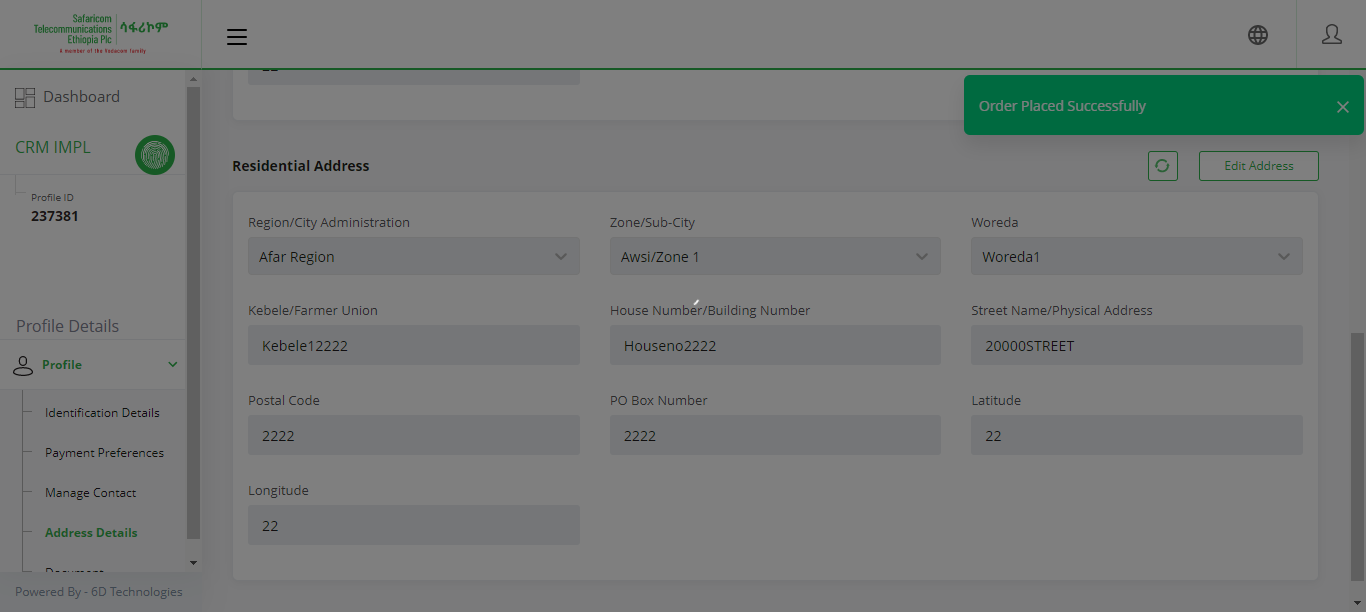 Safaricom
Telecommunications
Ethiopia Plc
ሳፋሪኮም
A member of the Vodacom family
Order Placed Successfully
Dashboard
CRM IMPL
Profile ID
237381
Profile Details
Profile
Identification Details
Payment Preferences
Manage Contact
Address Details
Powered By - 6D Technologies
Residential Address
Edit Address
Region/City Administration
Zone/Sub-City
Woreda
Afar Region
Awsi/Zone 1
Woreda1
Kebele/Farmer Union
House Number/Building Number
Street Name/Physical Address
Kebele12222
Houseno2222
20000STREET
Postal Code
PO Box Number
Latitude
2222
2222
22
Longitude
22